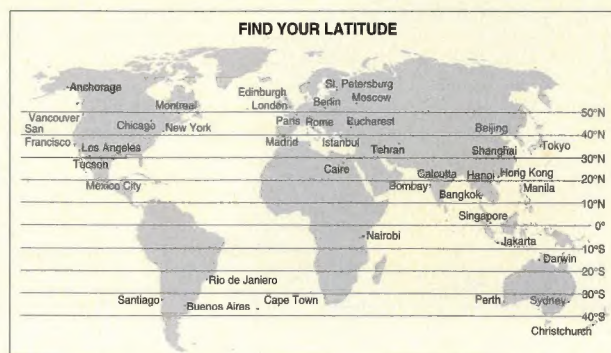 FIND YOUR LATITUDE
Anchorage
St. Petersburg
Edinburgh
Moscow
London
Berlin
Montreal
50°N
Vancouver
San
Francisco
Chicago
New York
Paris
Rome
Bucharest
Beijing
40°N
Madrid
Istanbul
Tehran
Tokyo
Los Angeles
Shanghai
30°N
Tucson
Cairo
Calcutta
Hanoi
Hong Kong
20°N
Mexico City
Bombay
Manila
Bangkok
10°N
Singapore
0°
Nairobi
Jakarta
10°S
Darwin
20°S
Rio de Janiero
Santiago
Buenos Aires
Cape Town
Perth
Sydney
30°S
40°S
Christchurch